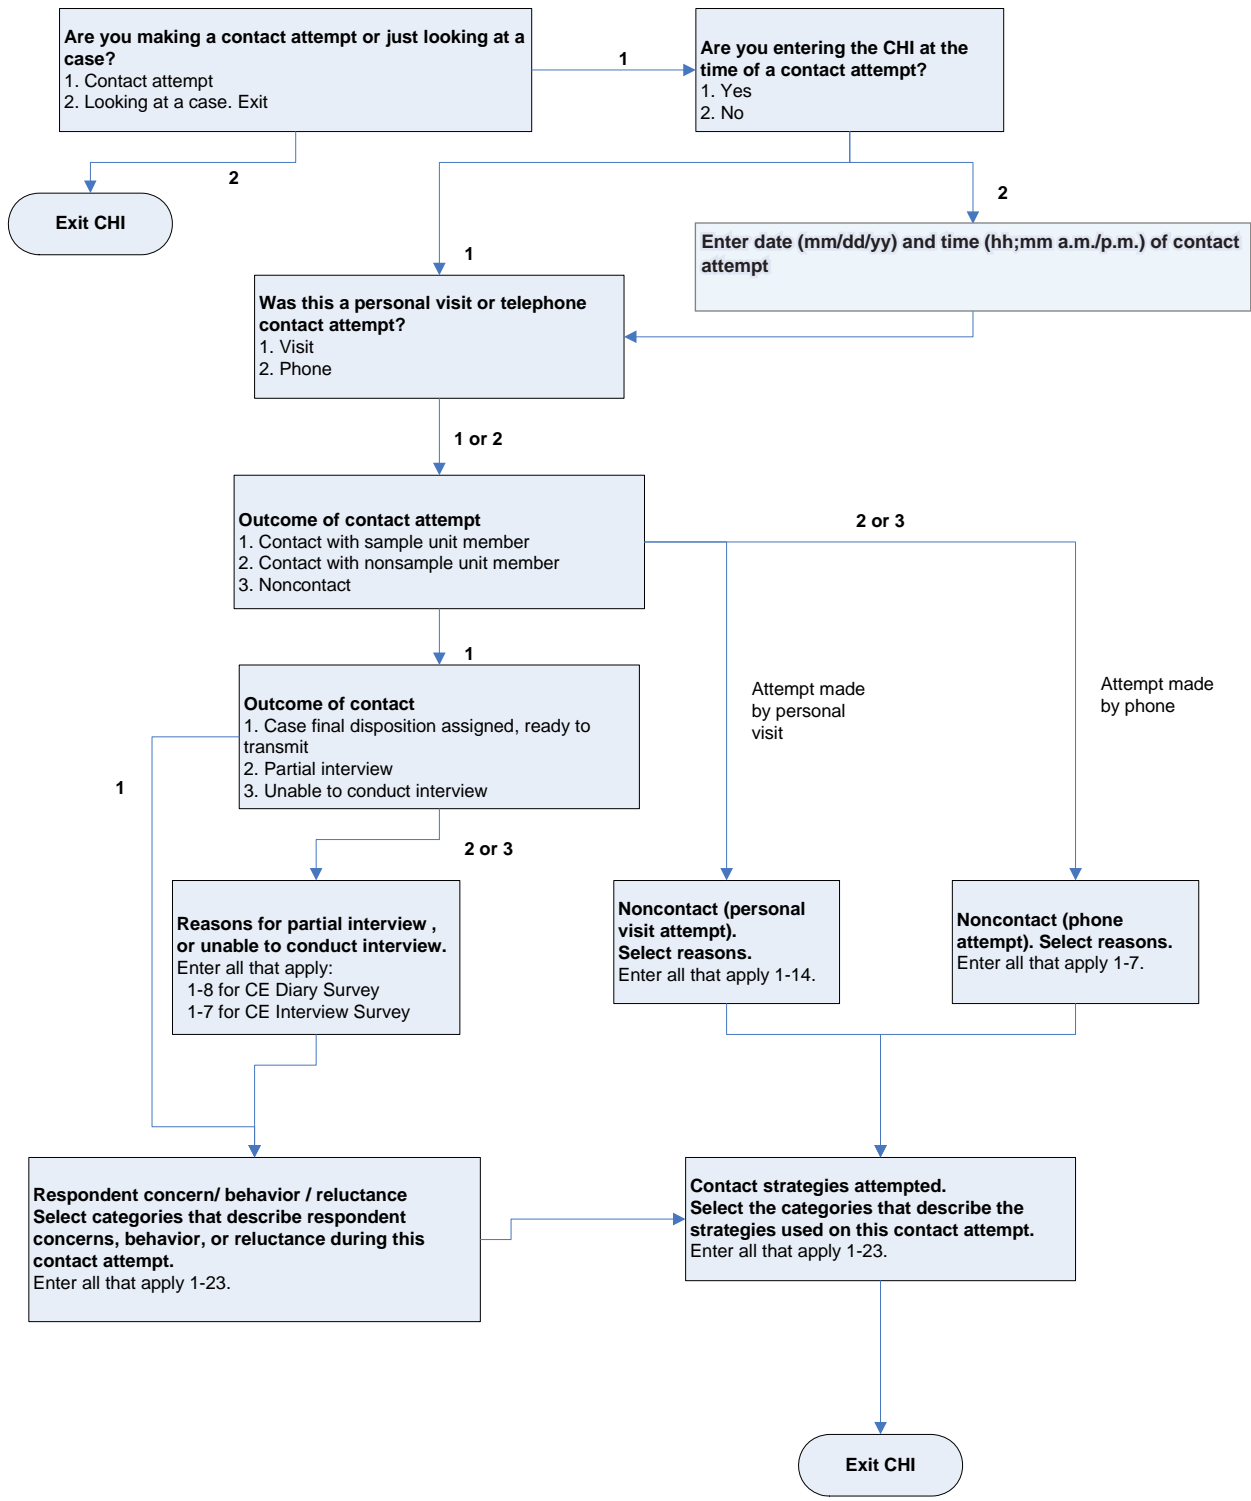 Are you making a contact attempt or just looking at a
case?
1. Contact attempt
2. Looking at a case. Exit
1
Are you entering the CHI at the
time of a contact attempt?
1. Yes
2. No
2
Exit CHI
2
1
Enter date (mm/dd/yy) and time (hh;mm a.m./p.m.) of contact
attempt
Was this a personal visit or telephone
contact attempt?
1. Visit
2. Phone
1 or 2
Outcome of contact attempt
1. Contact with sample unit member
2. Contact with nonsample unit member
3. Noncontact
2 or 3
1
Outcome of contact
1. Case final disposition assigned, ready to
transmit
2. Partial interview
3. Unable to conduct interview
Attempt made
by personal
visit
Attempt made
by phone
1
2 or 3
Reasons for partial interview ,
or unable to conduct interview.
Enter all that apply:
1-8 for CE Diary Survey
1-7 for CE Interview Survey
Noncontact (personal
visit attempt).
Select reasons.
Enter all that apply 1-14.
Noncontact (phone
attempt). Select reasons.
Enter all that apply 1-7.
Respondent concern/ behavior / reluctance
Select categories that describe respondent
concerns, behavior, or reluctance during this
contact attempt.
Enter all that apply 1-23.
Contact strategies attempted.
Select the categories that describe the
strategies used on this contact attempt.
Enter all that apply 1-23.
Exit CHI